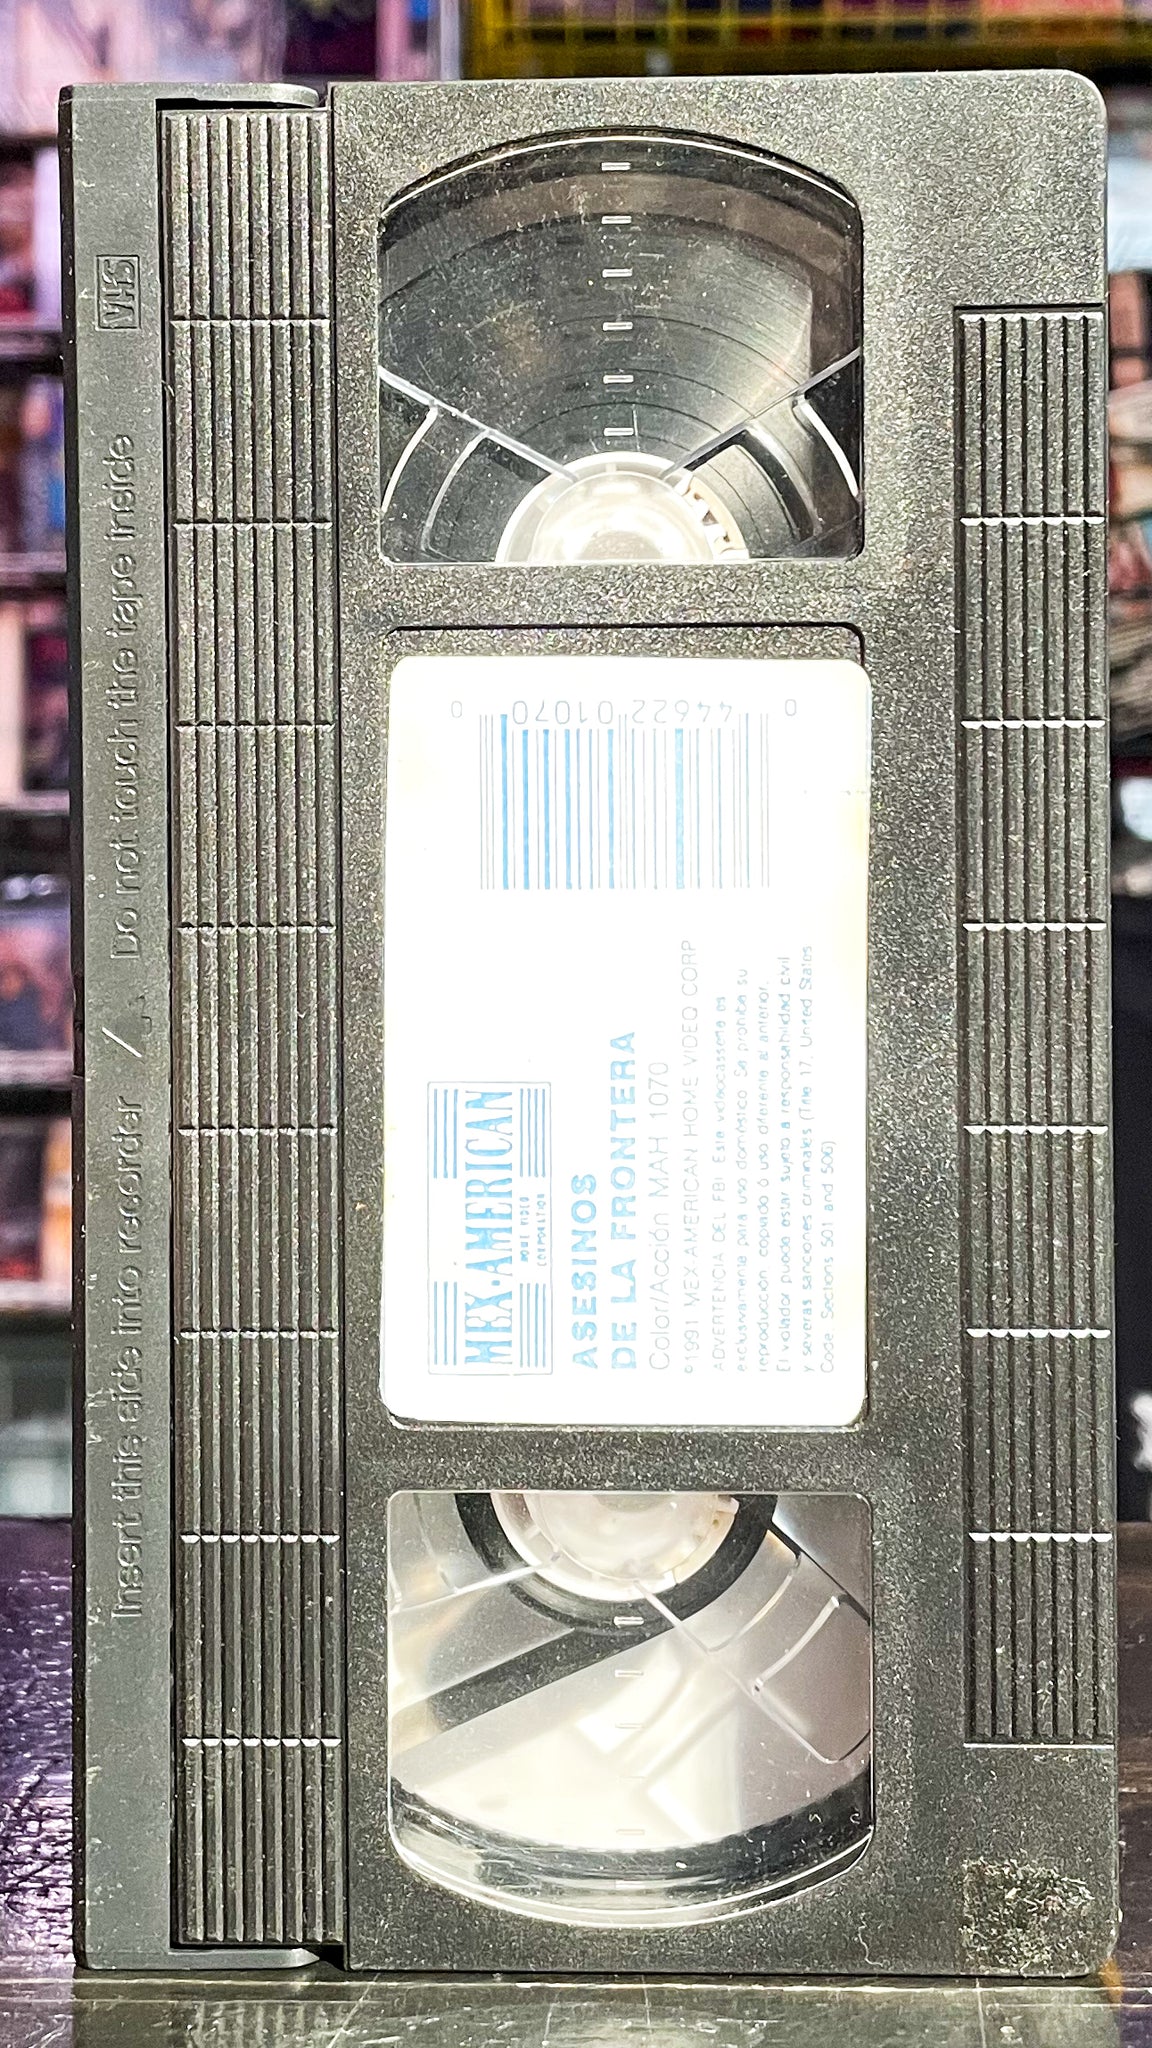 VHS
Insert this side into recorder / Do not touch the tape inside
0 44622 01070 0
MEX-AMERICAN
HOME VIDEO
CORPORATION
ASESINOS
DE LA FRONTERA
Color/Acción MAH 1070
©1991 MEX-AMERICAN HOME VIDEO CORP
ADVERTENCIA DEL FBI: Este videocassette es
exclusivamente para uso doméstico. Se prohibe su
reproducción, copiado ó uso diferente al anterior.
El violador puede estar sujeto a responsabilidad civil
y severas sanciones criminales (Title 17, United States
Code, Sections 501 and 506)